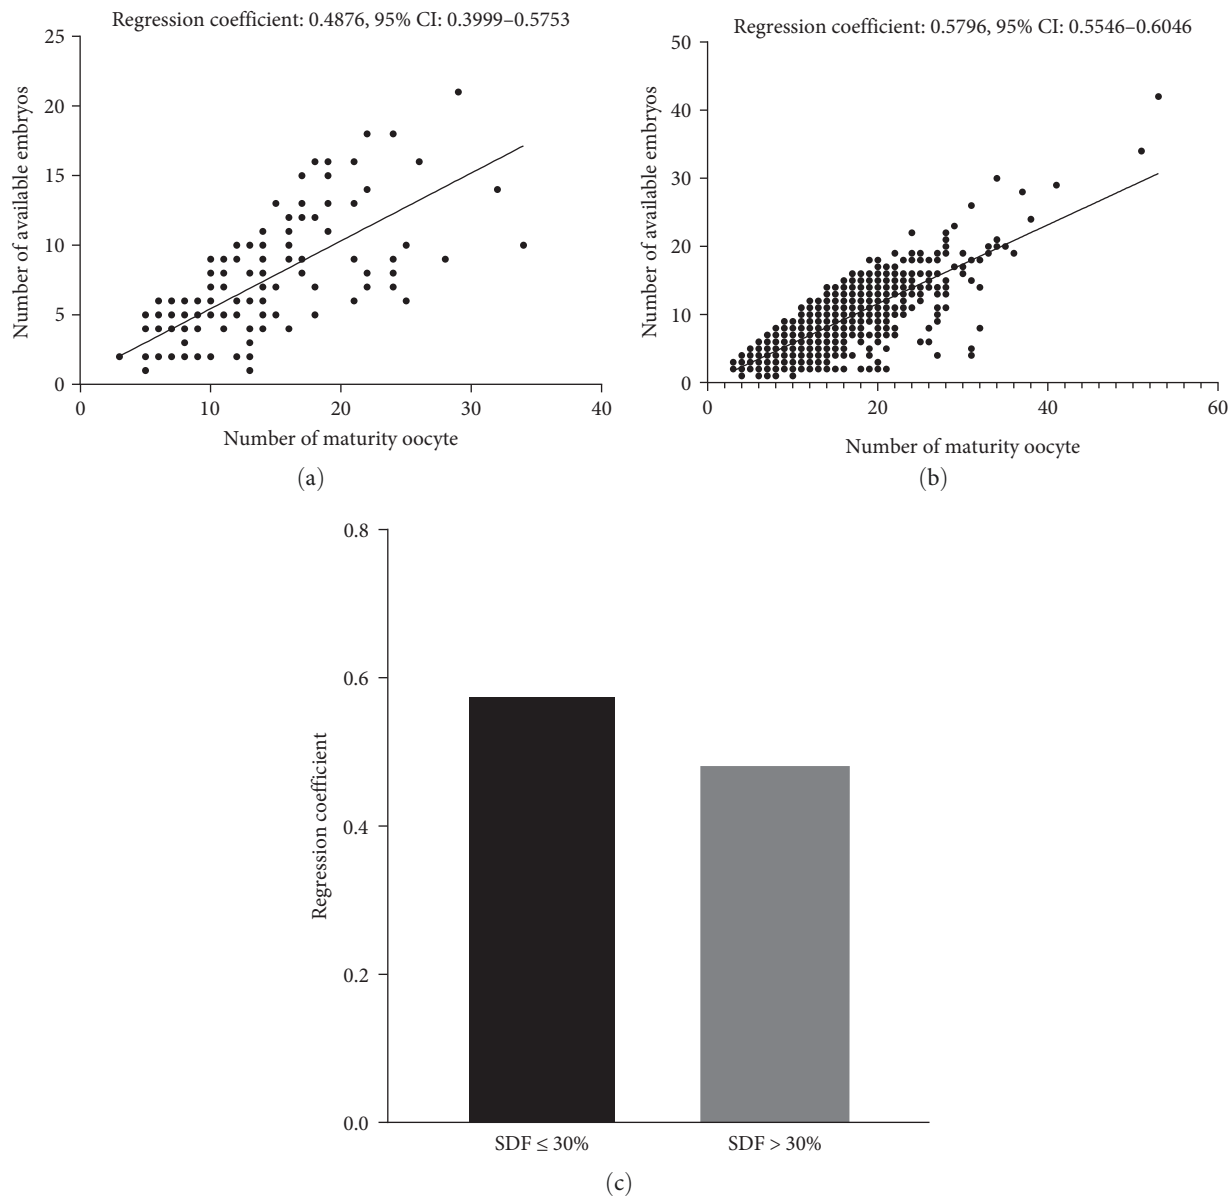 Regression coefficient: 0.4876, 95% CI: 0.3999–0.5753
25
20
15
10
5
0
Number of available embryos
0 10 20 30 40
Number of maturity oocyte
(a)
Regression coefficient: 0.5796, 95% CI: 0.5546–0.6046
50
40
30
20
10
0
Number of available embryos
0 20 40 60
Number of maturity oocyte
(b)
0.8
0.6
0.4
0.2
0.0
Regression coefficient
SDF ≤ 30% SDF > 30%
(c)